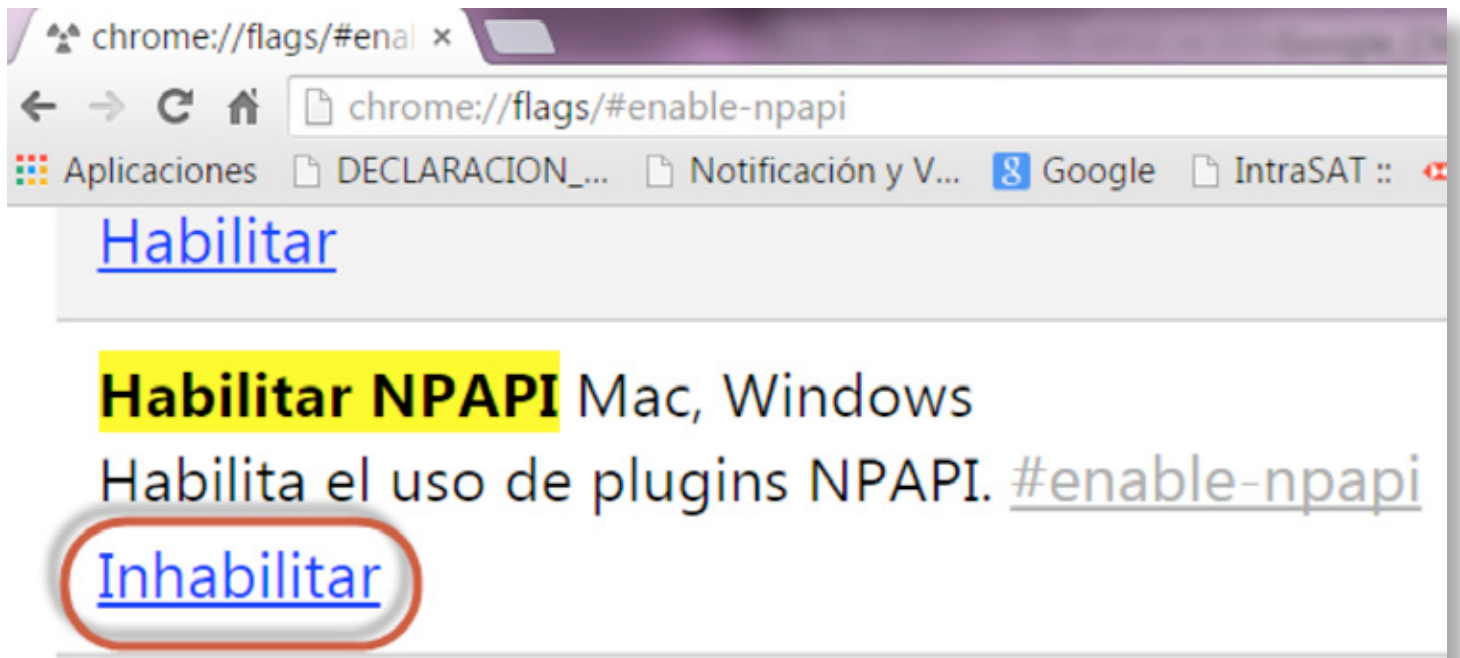 chrome://flags/#ena
chrome://flags/#enable-npapi
Aplicaciones DECLARACION_... Notificación y V... Google IntraSAT ::
Habilitar
Habilitar NPAPI Mac, Windows
Habilita el uso de plugins NPAPI. #enable-npapi
Inhabilitar